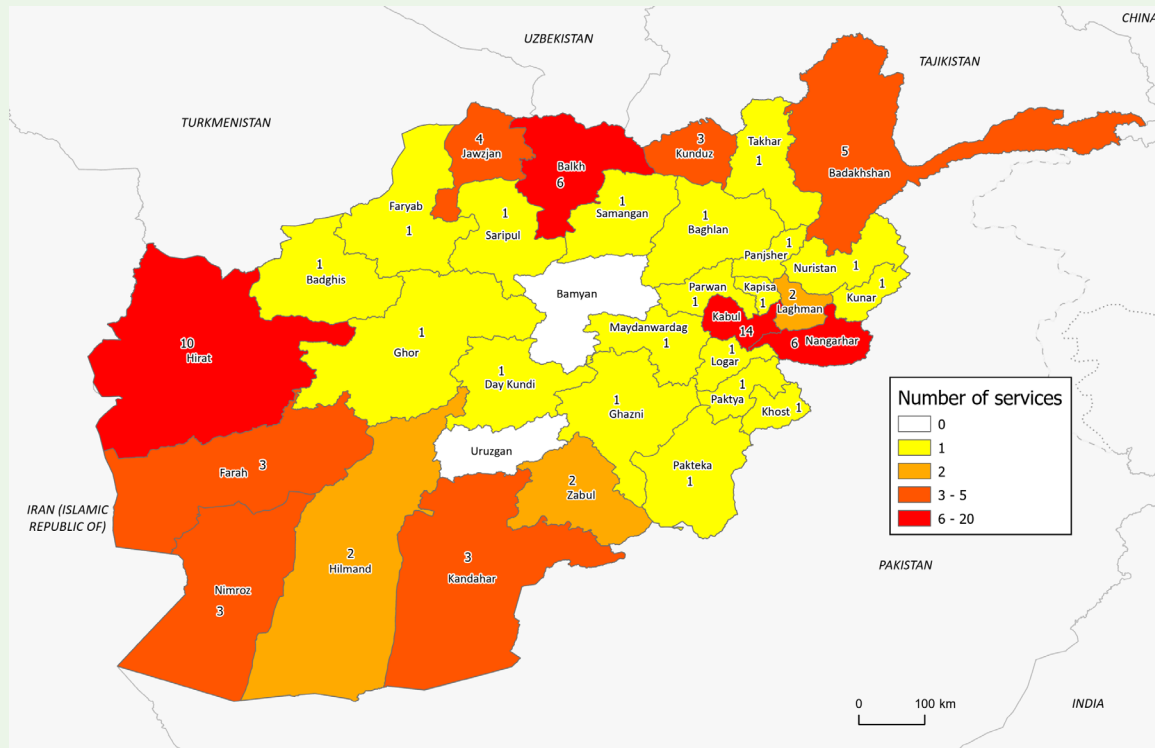 CHINA
UZBEKISTAN
TAJIKISTAN
TURKMENISTAN
4
Jawzjan
Balkh
6
3
Kunduz
Takhar
1
5
Badakhshan
Faryab
1
1
Saripul
1
Samangan
1
Baghlan
1
Panjsher
Nuristan
1
1
Badghis
Bamyan
Parwan
1
Kapisa
1
2
Laghman
1
Kunar
10
Hirat
1
Ghor
Maydanwardag
1
Kabul
14
6
Nangarhar
1
Logar
1
Day Kundi
1
Paktya
1
Ghazni
Khost
1
Farah
3
Uruzgan
Pakteka
1
2
Zabul
IRAN (ISLAMIC
REPUBLIC OF)
2
Hilmand
3
Kandahar
Nimroz
3
PAKISTAN
INDIA
Number of services
0
1
2
3 - 5
6 - 20
0
100 km